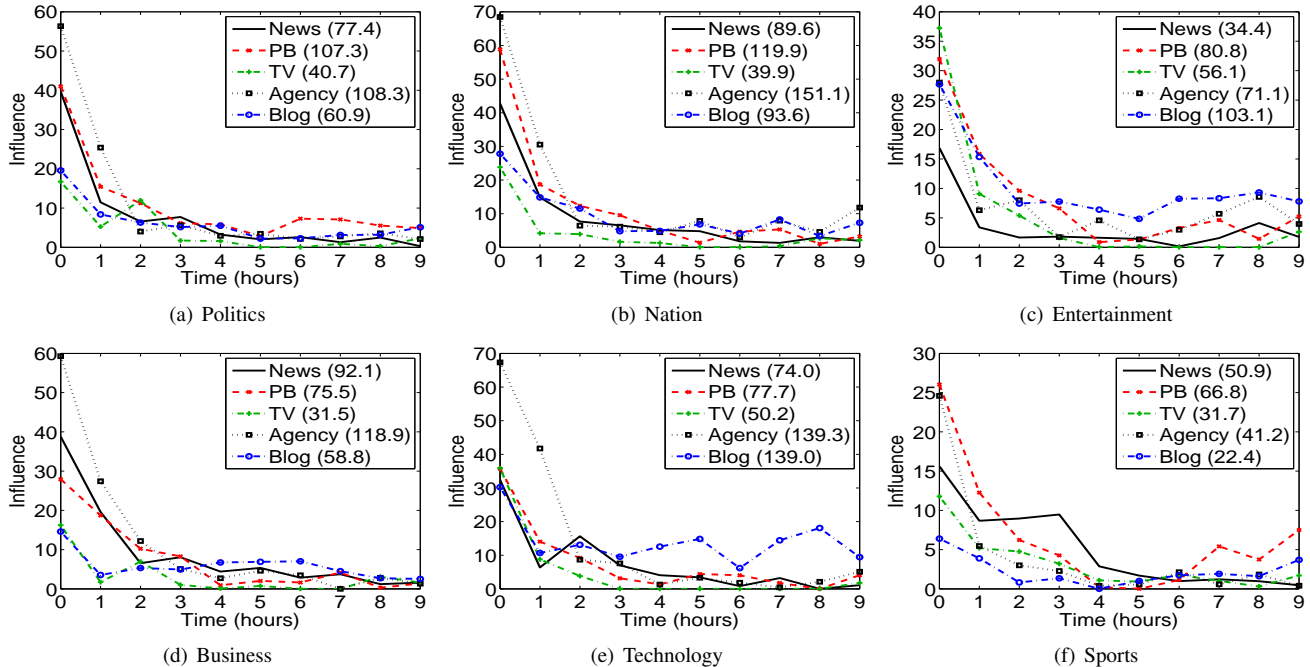 60
50
40
30
20
10
0
Influence
0 1 2 3 4 5 6 7 8 9
Time (hours)
News (77.4)
PB (107.3)
TV (40.7)
Agency (108.3)
Blog (60.9)
(a) Politics
70
60
50
40
30
20
10
0
Influence
0 1 2 3 4 5 6 7 8 9
Time (hours)
News (89.6)
PB (119.9)
TV (39.9)
Agency (151.1)
Blog (93.6)
(b) Nation
40
35
30
25
20
15
10
5
0
Influence
0 1 2 3 4 5 6 7 8 9
Time (hours)
News (34.4)
PB (80.8)
TV (56.1)
Agency (71.1)
Blog (103.1)
(c) Entertainment
60
50
40
30
20
10
0
Influence
0 1 2 3 4 5 6 7 8 9
Time (hours)
News (92.1)
PB (75.5)
TV (31.5)
Agency (118.9)
Blog (58.8)
(d) Business
70
60
50
40
30
20
10
0
Influence
0 1 2 3 4 5 6 7 8 9
Time (hours)
News (74.0)
PB (77.7)
TV (50.2)
Agency (139.3)
Blog (139.0)
(e) Technology
30
25
20
15
10
5
0
Influence
0 1 2 3 4 5 6 7 8 9
Time (hours)
News (50.9)
PB (66.8)
TV (31.7)
Agency (41.2)
Blog (22.4)
(f) Sports